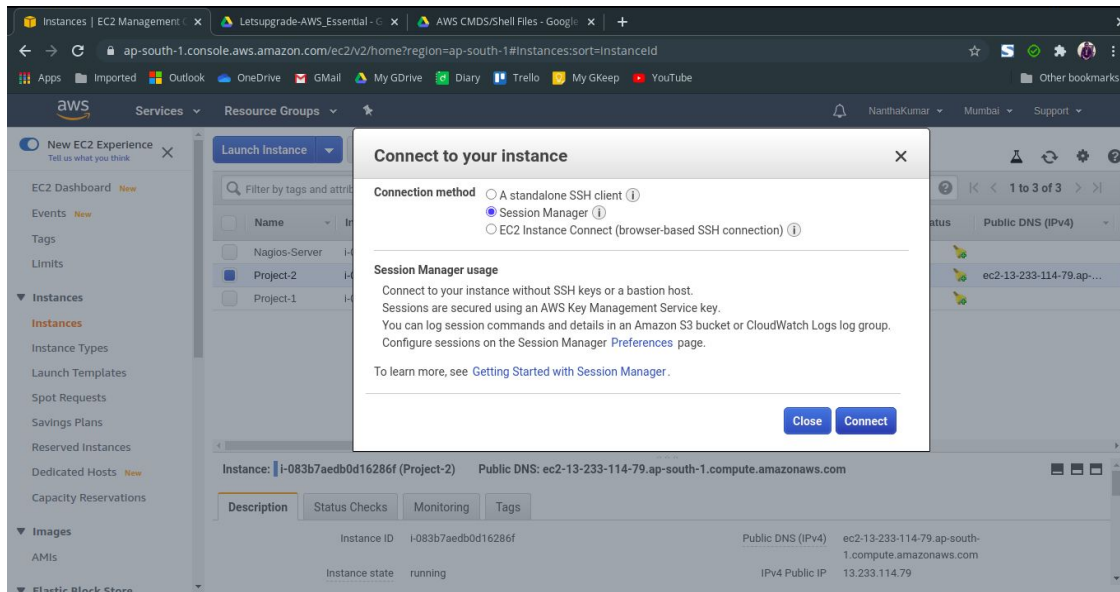 Instances | EC2 Management C
Letsupgrade-AWS_Essential - G
AWS CMDS/Shell Files - Google
ap-south-1.console.aws.amazon.com/ec2/v2/home?region=ap-south-1#Instances:sort=instanceId
Apps Imported Outlook OneDrive GMail My GDrive Diary Trello My GKeep YouTube Other bookmarks
aws Services Resource Groups NanthaKumar Mumbai Support
New EC2 Experience
Tell us what you think
EC2 Dashboard New
Events New
Tags
Limits
Instances
Instances
Instance Types
Launch Templates
Spot Requests
Savings Plans
Reserved Instances
Dedicated Hosts New
Capacity Reservations
Images
AMIs
Elastic Block Store
Launch Instance
Filter by tags and attrib
1 to 3 of 3
Name In atus Public DNS (IPv4)
Nagios-Server i-0
Project-2 i-0 ec2-13-233-114-79.ap-...
Project-1 i-0
Connect to your instance
Connection method A standalone SSH client
Session Manager
EC2 Instance Connect (browser-based SSH connection)
Session Manager usage
Connect to your instance without SSH keys or a bastion host.
Sessions are secured using an AWS Key Management Service key.
You can log session commands and details in an Amazon S3 bucket or CloudWatch Logs log group.
Configure sessions on the Session Manager Preferences page.
To learn more, see Getting Started with Session Manager.
Close Connect
Instance: i-083b7aedb0d16286f (Project-2) Public DNS: ec2-13-233-114-79.ap-south-1.compute.amazonaws.com
Description Status Checks Monitoring Tags
Instance ID i-083b7aedb0d16286f Public DNS (IPv4) ec2-13-233-114-79.ap-south-
1.compute.amazonaws.com
Instance state running IPv4 Public IP 13.233.114.79